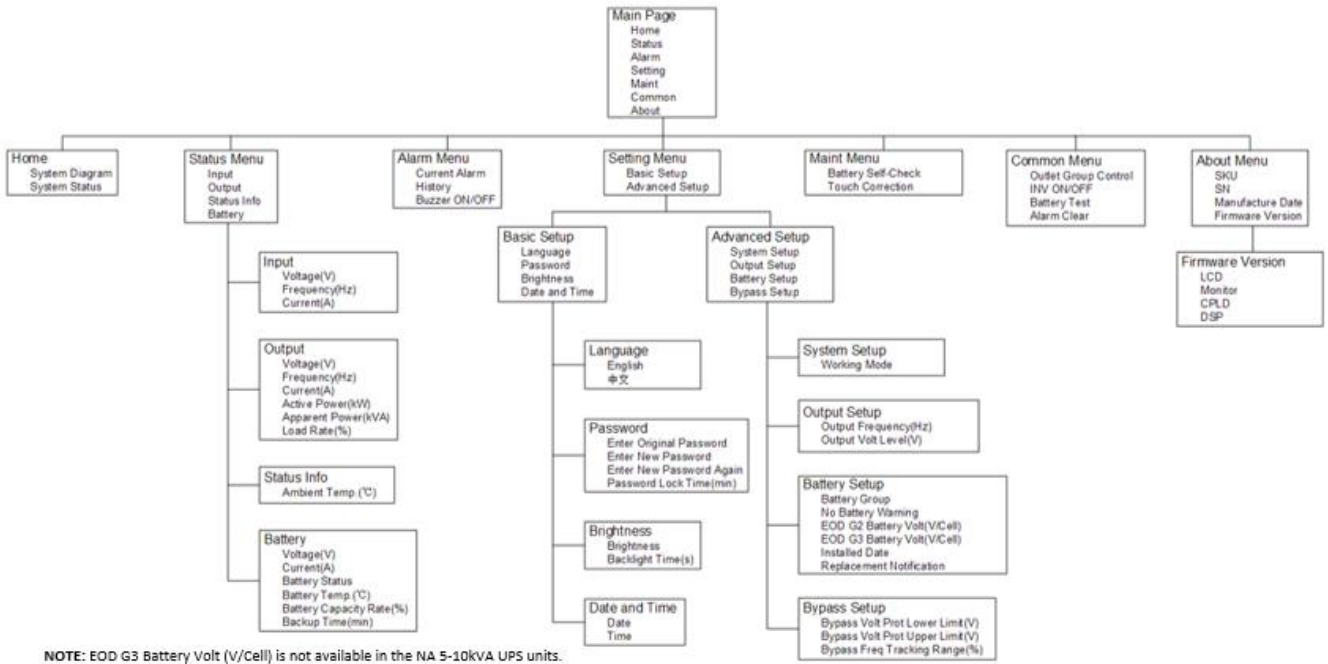 Main Page
Home
Status
Alarm
Setting
Maint
Common
About
Home
System Diagram
System Status
Status Menu
Input
Output
Status Info
Battery
Alarm Menu
Current Alarm
History
Buzzer ON/OFF
Setting Menu
Basic Setup
Advanced Setup
Maint Menu
Battery Self-Check
Touch Correction
Common Menu
Outlet Group Control
INV ON/OFF
Battery Test
Alarm Clear
About Menu
SKU
SN
Manufacture Date
Firmware Version
Input
Voltage(V)
Frequency(Hz)
Current(A)
Output
Voltage(V)
Frequency(Hz)
Current(A)
Active Power(kW)
Apparent Power(kVA)
Load Rate(%)
Status Info
Ambient Temp.(℃)
Battery
Voltage(V)
Current(A)
Battery Status
Battery Temp.(℃)
Battery Capacity Rate(%)
Backup Time(min)
Basic Setup
Language
Password
Brightness
Date and Time
Language
English
中文
Password
Enter Original Password
Enter New Password
Enter New Password Again
Password Lock Time(min)
Brightness
Brightness
Backlight Time(s)
Date and Time
Date
Time
Advanced Setup
System Setup
Output Setup
Battery Setup
Bypass Setup
System Setup
Working Mode
Output Setup
Output Frequency(Hz)
Output Volt Level(V)
Battery Setup
Battery Group
No Battery Warning
EOD G2 Battery Volt(V/Cell)
EOD G3 Battery Volt(V/Cell)
Installed Date
Replacement Notification
Bypass Setup
Bypass Volt Prot Lower Limit(V)
Bypass Volt Prot Upper Limit(V)
Bypass Freq Tracking Range(%)
Firmware Version
LCD
Monitor
CPLD
DSP
NOTE: EOD G3 Battery Volt (V/Cell) is not available in the NA 5-10kVA UPS units.